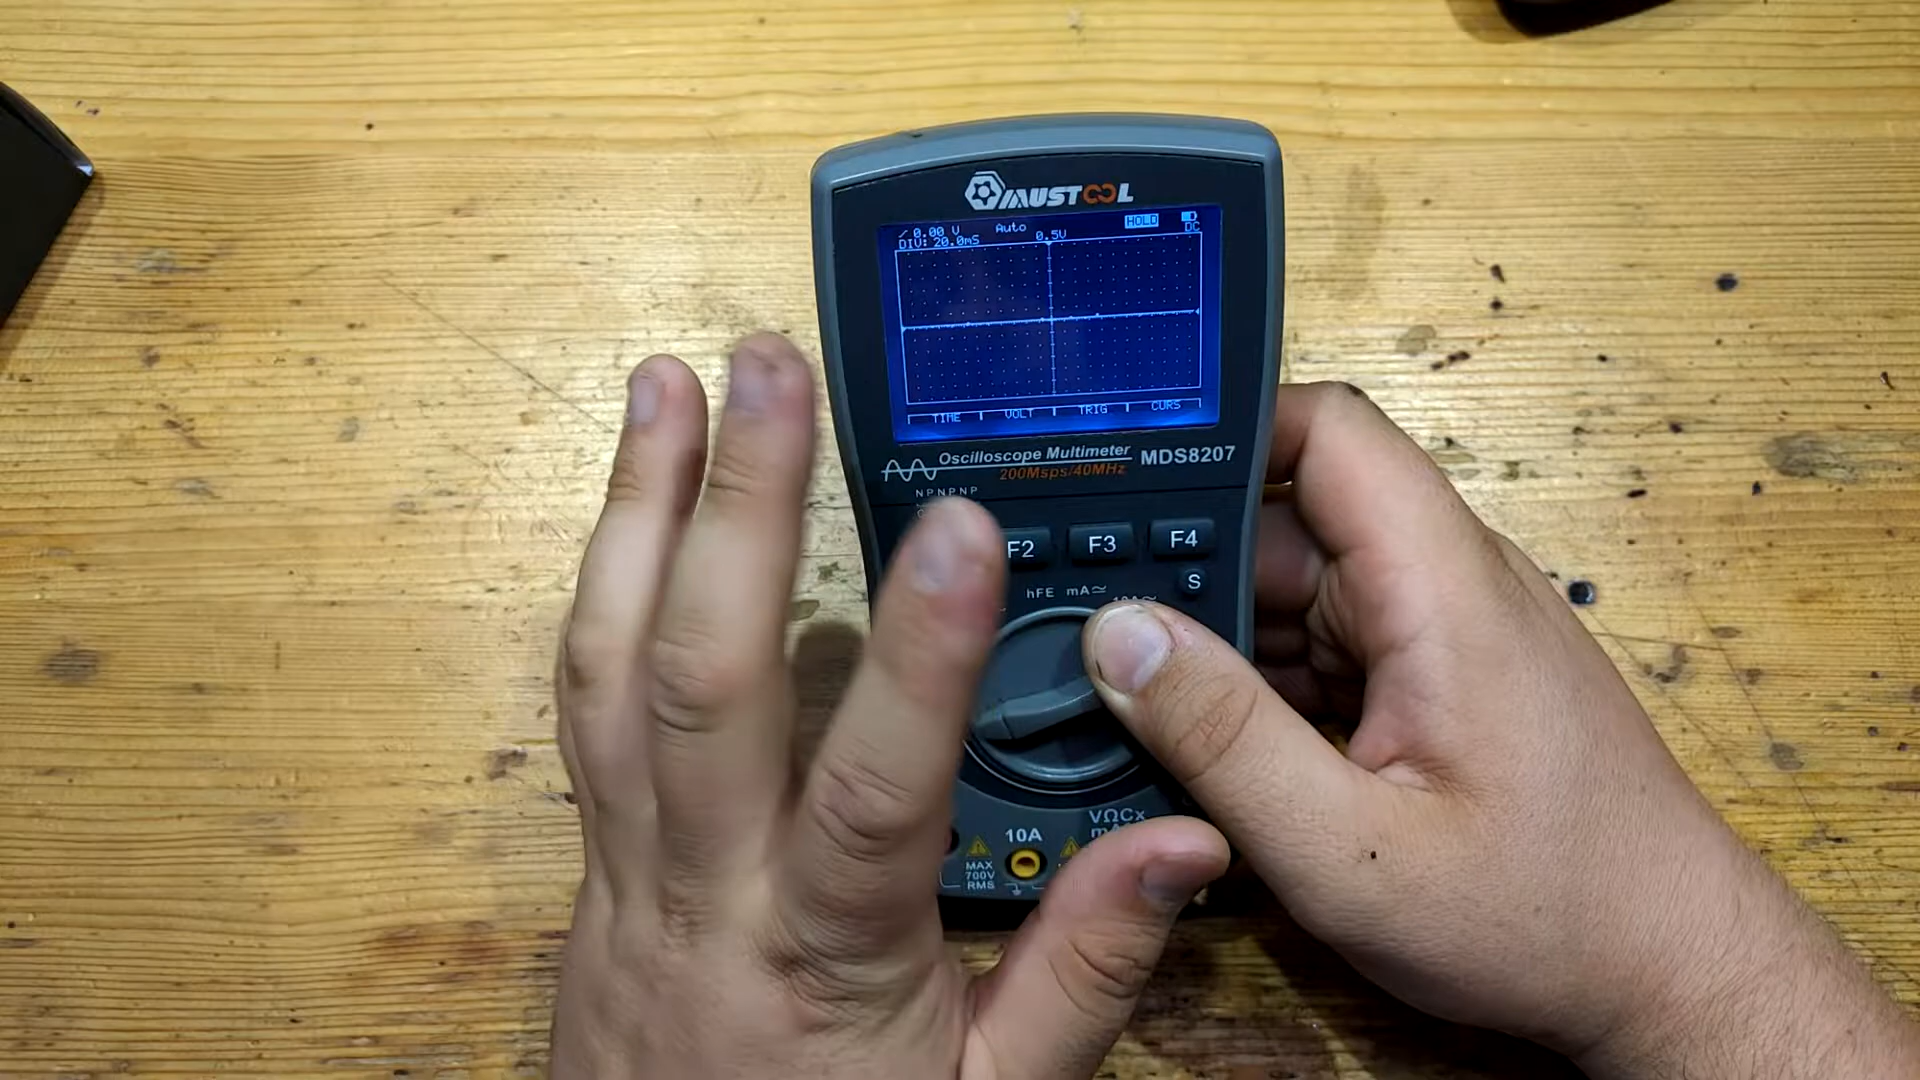 MUSTOOL
0.00 V Auto HOLD
DIV: 20.0mS 0.5V DC
TIME VOLT TRIG CURS
Oscilloscope Multimeter MDS8207
200Msps/40MHz
NPNPNP
F2 F3 F4
S
hFE mA≂
10A
VΩCx
MAX
700V
RMS